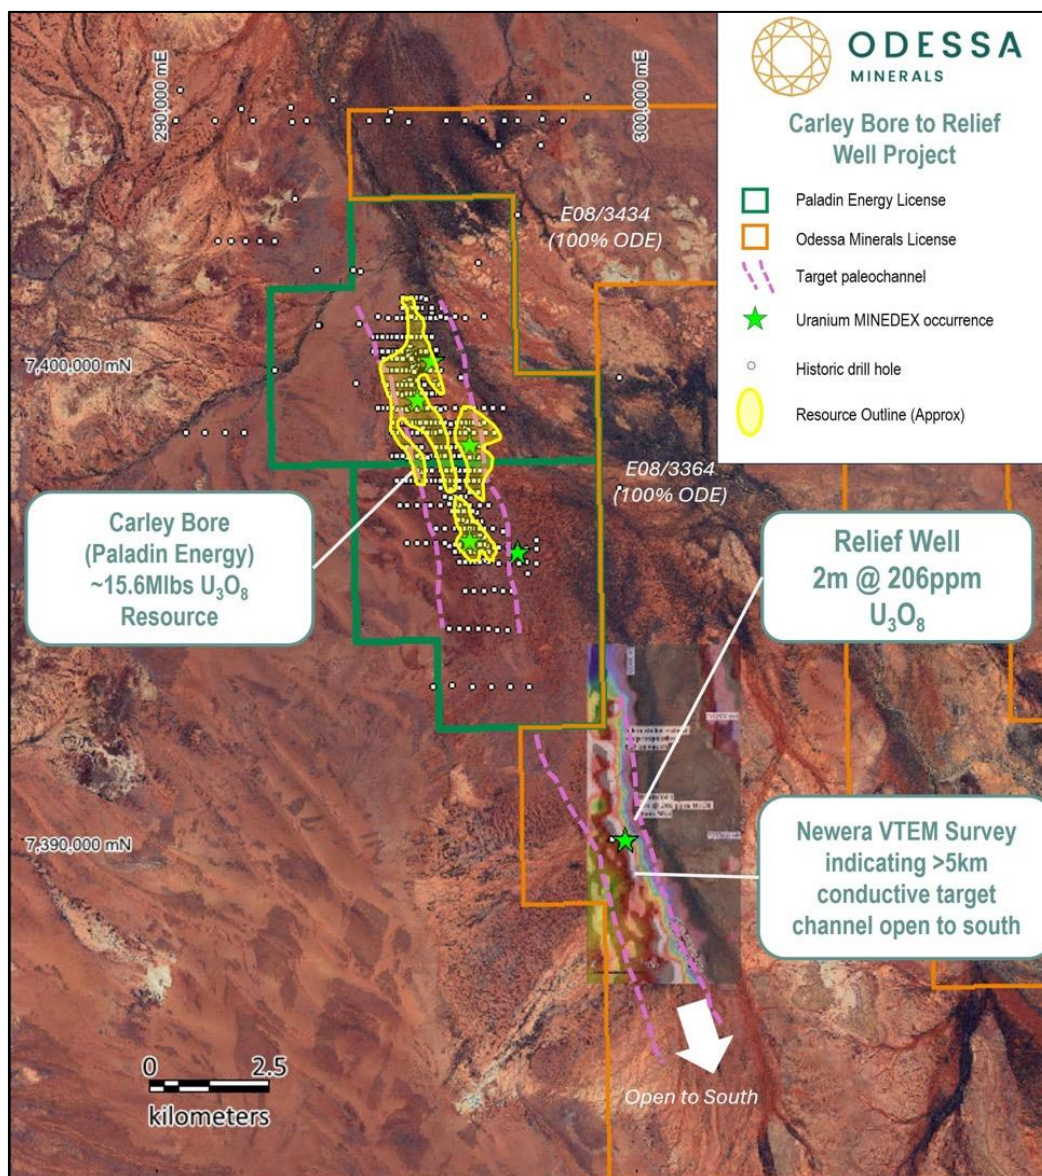 290,000 mE
300,000 mE
ODESSA
MINERALS
Carley Bore to Relief
Well Project
Paladin Energy License
Odessa Minerals License
Target paleochannel
Uranium MINEDEX occurrence
Historic drill hole
Resource Outline (Approx)
E08/3434
(100% ODE)
7,400,000 mN
E08/3364
(100% ODE)
Carley Bore
(Paladin Energy)
~15.6Mlbs U₃O₈
Resource
Relief Well
2m @ 206ppm
U₃O₈
7,390,000 mN
Newera VTEM Survey
indicating >5km
conductive target
channel open to south
0 2.5
kilometers
Open to South